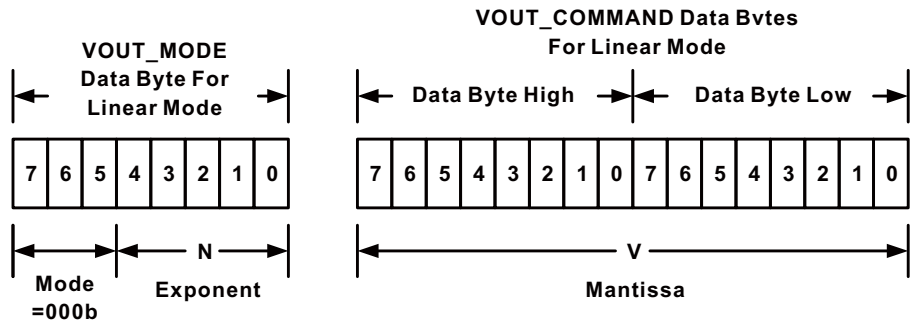 VOUT_COMMAND Data Bvtes
For Linear Mode
VOUT_MODE
Data Byte For
Linear Mode
Data Byte High
Data Byte Low
7 6 5 4 3 2 1 0
7 6 5 4 3 2 1 0 7 6 5 4 3 2 1 0
N
V
Mode
=000b
Exponent
Mantissa